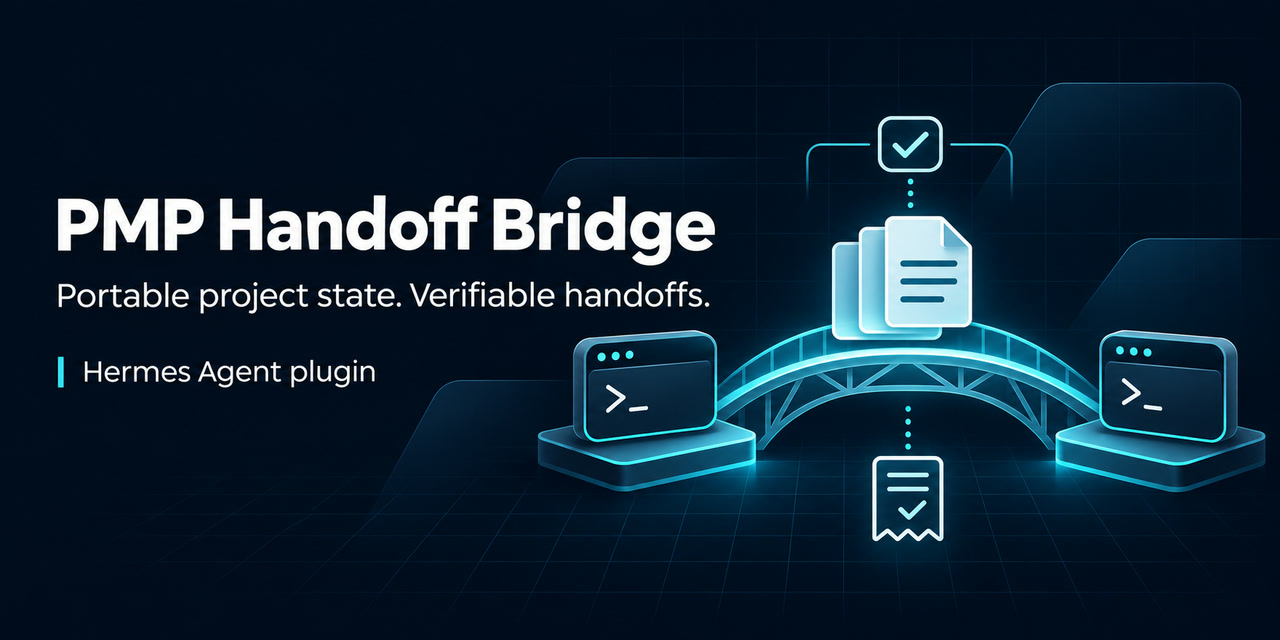 PMP Handoff Bridge
Portable project state. Verifiable handoffs.
Hermes Agent plugin
>_
>_